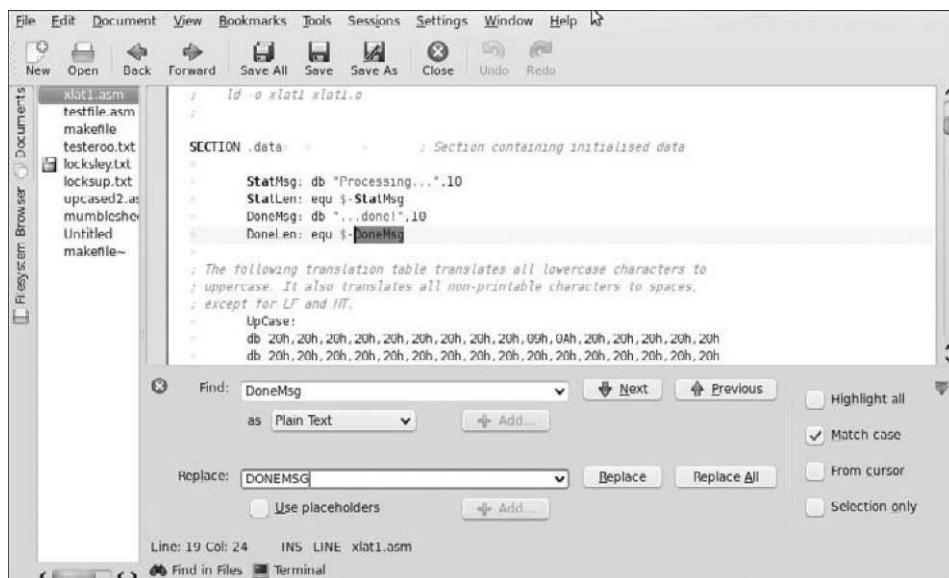 File Edit Document View Bookmarks Tools Sessions Settings Window Help
New Open Back Forward Save All Save Save As Close Undo Redo
Documents
Filesystem Browser
xlat1.asm
testfile.asm
makefile
testeroo.txt
locksley.txt
locksup.txt
upcased2.as
mumbleshe
Untitled
makefile~
; ld -o xlat1 xlat1.o
;
SECTION .data ; Section containing initialised data
StatMsg: db "Processing...",10
StatLen: equ $-StatMsg
DoneMsg: db "...done!",10
DoneLen: equ $-DoneMsg
; The following translation table translates all lowercase characters to
; uppercase. It also translates all non-printable characters to spaces,
; except for LF and HT.
UpCase:
db 20h,20h,20h,20h,20h,20h,20h,20h,20h,09h,0Ah,20h,20h,20h,20h,20h
db 20h,20h,20h,20h,20h,20h,20h,20h,20h,20h,20h,20h,20h,20h,20h,20h
Find: DoneMsg Next Previous
as Plain Text Add...
Replace: DONEMSG Replace Replace All
Use placeholders Add...
Highlight all
Match case
From cursor
Selection only
Line: 19 Col: 24 INS LINE xlat1.asm
Find in Files Terminal